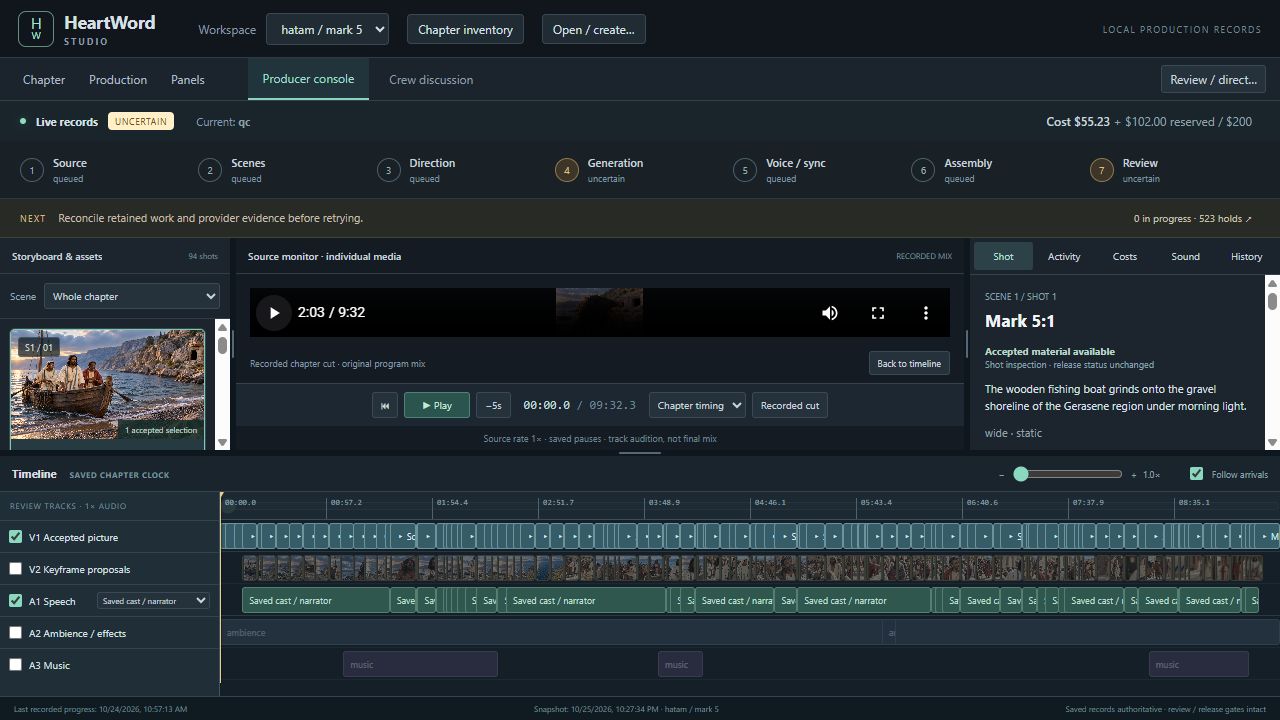 H W
HeartWord
STUDIO
Workspace
hatam / mark 5
Chapter inventory
Open / create...
LOCAL PRODUCTION RECORDS
Chapter
Production
Panels
Producer console
Crew discussion
Review / direct...
Live records
UNCERTAIN
Current: qc
Cost $55.23 + $102.00 reserved / $200
1 Source
queued
2 Scenes
queued
3 Direction
queued
4 Generation
uncertain
5 Voice / sync
queued
6 Assembly
queued
7 Review
uncertain
NEXT Reconcile retained work and provider evidence before retrying.
0 in progress · 523 holds ↗
Storyboard & assets
94 shots
Scene
Whole chapter
S1 / 01
1 accepted selection
Source monitor · individual media
RECORDED MIX
2:03 / 9:32
Recorded chapter cut · original program mix
Back to timeline
⏮
▶ Play
−5s
00:00.0 / 09:32.3
Chapter timing
Recorded cut
Source rate 1× · saved pauses · track audition, not final mix
Shot
Activity
Costs
Sound
History
SCENE 1 / SHOT 1
Mark 5:1
Accepted material available
Shot inspection · release status unchanged
The wooden fishing boat grinds onto the gravel
shoreline of the Gerasene region under morning light.
wide · static
Timeline
SAVED CHAPTER CLOCK
− + 1.0×
Follow arrivals
REVIEW TRACKS · 1× AUDIO
00:00.0 00:57.2 01:54.4 02:51.7 03:48.9 04:46.1 05:43.4 06:40.6 07:37.9 08:35.1
V1 Accepted picture
V2 Keyframe proposals
A1 Speech
Saved cast / narrator
Saved cast / narrator
Saved cast / narrator
Saved cast / narra
Saved cast / narrator
Saved cast /
A2 Ambience / effects
ambience
A3 Music
music
music
music
Last recorded progress: 10/24/2026, 10:57:13 AM
Snapshot: 10/25/2026, 10:27:34 PM · hatam / mark 5
Saved records authoritative · review / release gates intact